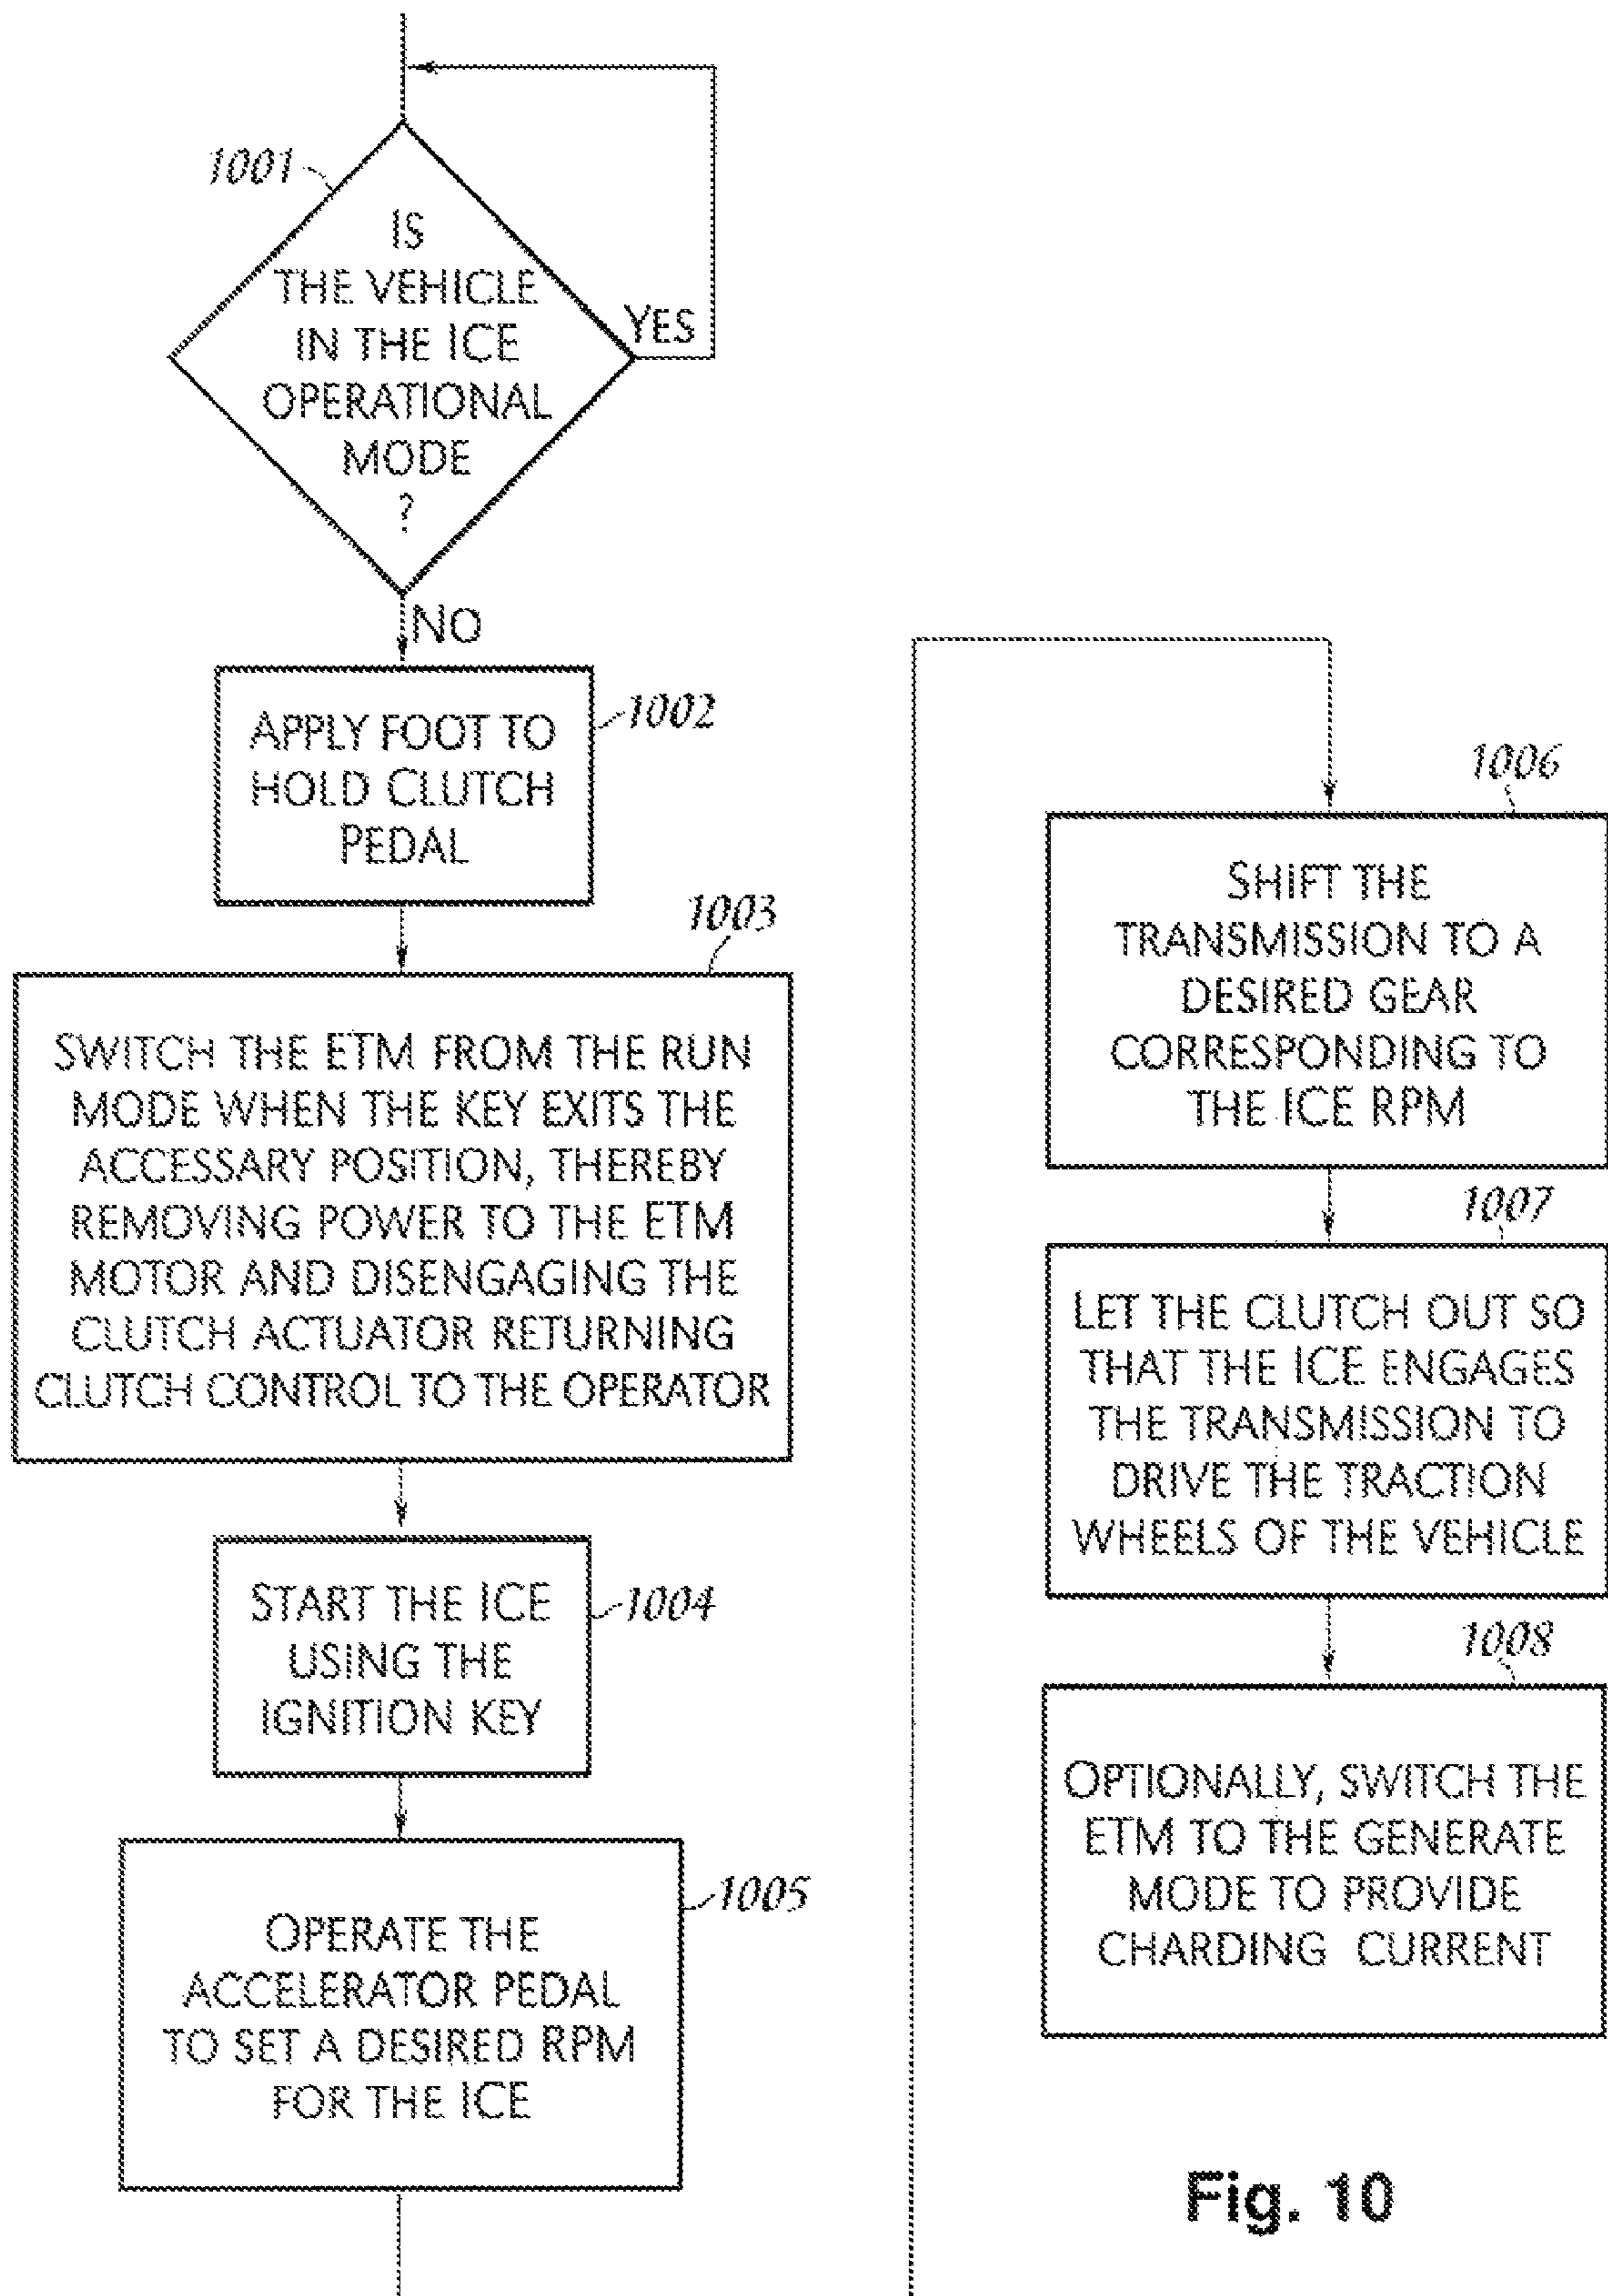 1001
IS
THE VEHICLE
IN THE ICE
OPERATIONAL
MODE
?
YES
NO
APPLY FOOT TO
HOLD CLUTCH
PEDAL
1002
1003
SWITCH THE ETM FROM THE RUN
MODE WHEN THE KEY EXITS THE
ACCESSARY POSITION, THEREBY
REMOVING POWER TO THE ETM
MOTOR AND DISENGAGING THE
CLUTCH ACTUATOR RETURNING
CLUTCH CONTROL TO THE OPERATOR
START THE ICE
USING THE
IGNITION KEY
1004
1005
OPERATE THE
ACCELERATOR PEDAL
TO SET A DESIRED RPM
FOR THE ICE
1006
SHIFT THE
TRANSMISSION TO A
DESIRED GEAR
CORRESPONDING TO
THE ICE RPM
1007
LET THE CLUTCH OUT SO
THAT THE ICE ENGAGES
THE TRANSMISSION TO
DRIVE THE TRACTION
WHEELS OF THE VEHICLE
1008
OPTIONALLY, SWITCH THE
ETM TO THE GENERATE
MODE TO PROVIDE
CHARDING CURRENT
Fig. 10